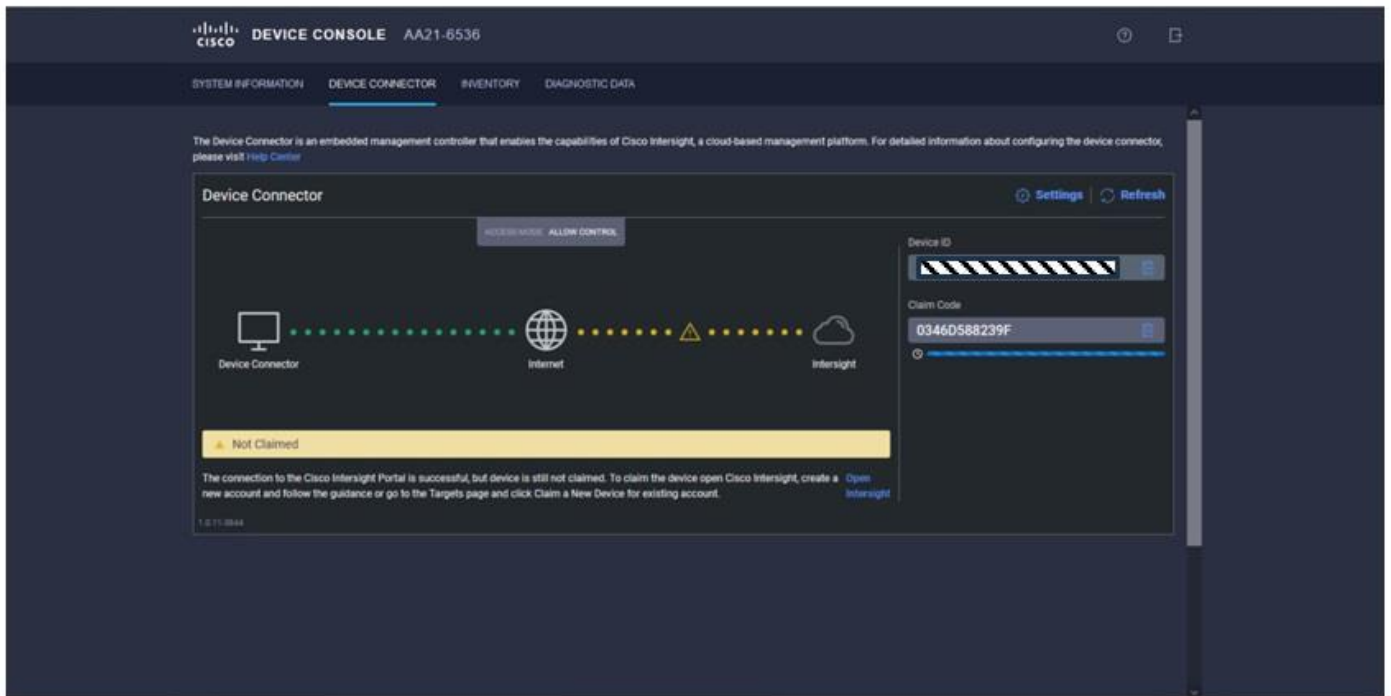 CISCO DEVICE CONSOLE AA21-6536
SYSTEM INFORMATION DEVICE CONNECTOR INVENTORY DIAGNOSTIC DATA
The Device Connector is an embedded management controller that enables the capabilities of Cisco Intersight, a cloud-based management platform. For detailed information about configuring the device connector,
please visit Help Center
Device Connector
Settings
Refresh
ACCESS MODE ALLOW CONTROL
Device ID
Claim Code
0346D588239F
Device Connector
Internet
Intersight
Not Claimed
The connection to the Cisco Intersight Portal is successful, but device is still not claimed. To claim the device open Cisco Intersight, create a
new account and follow the guidance or go to the Targets page and click Claim a New Device for existing account.
Open
Intersight